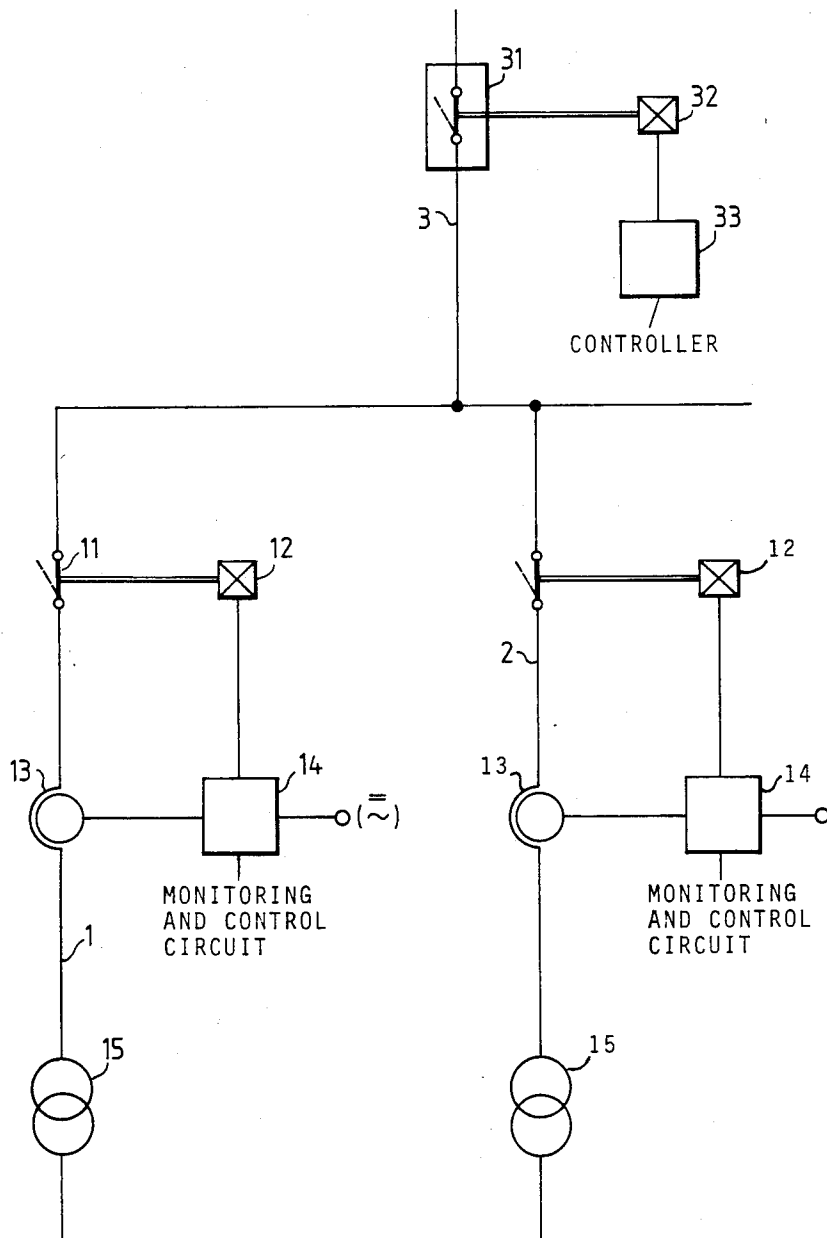 31
32
3
33
CONTROLLER
11
12
12
2
13
14
(≂)
13
14
MONITORING
AND CONTROL
CIRCUIT
MONITORING
AND CONTROL
CIRCUIT
1
15
15